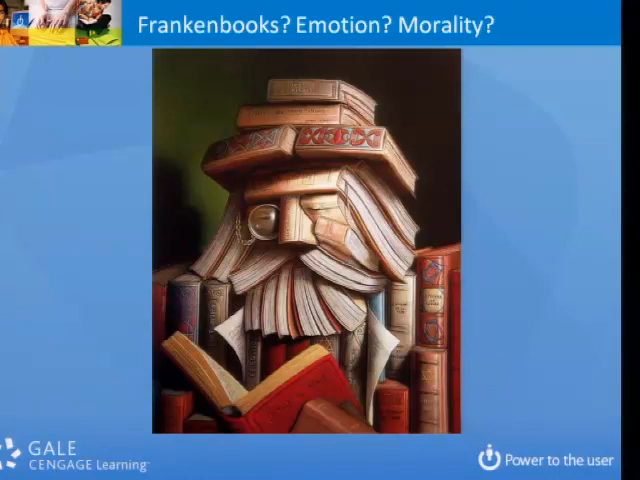 Frankenbooks? Emotion? Morality?
GALE
CENGAGE Learning
Power to the user